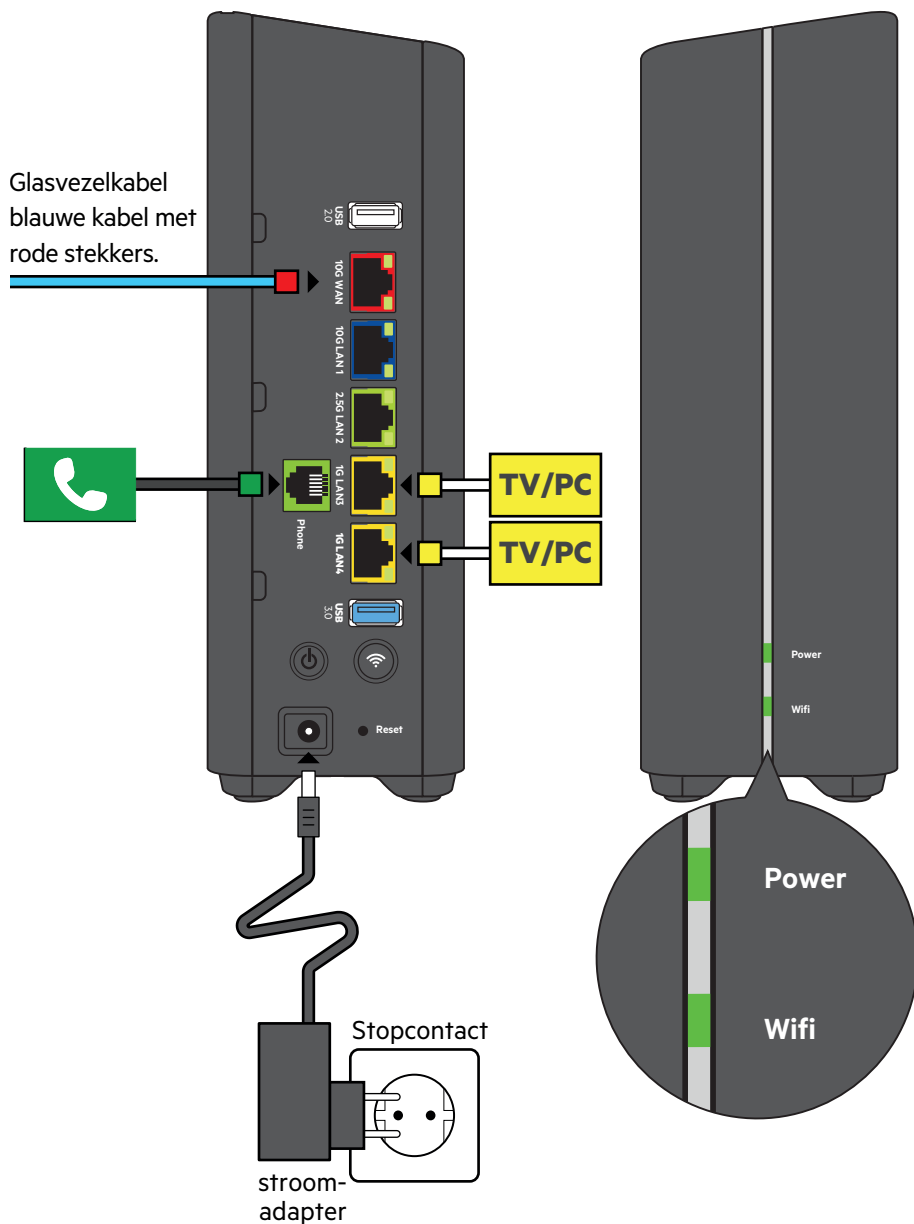 Glasvezelkabel
blauwe kabel met
rode stekkers.
USB
2.0
10G WAN
10G LAN 1
2.5G LAN 2
1G LAN3
1G LAN4
Phone
TV/PC
TV/PC
USB
3.0
Reset
Power
Wifi
Power
Wifi
Stopcontact
stroom-
adapter